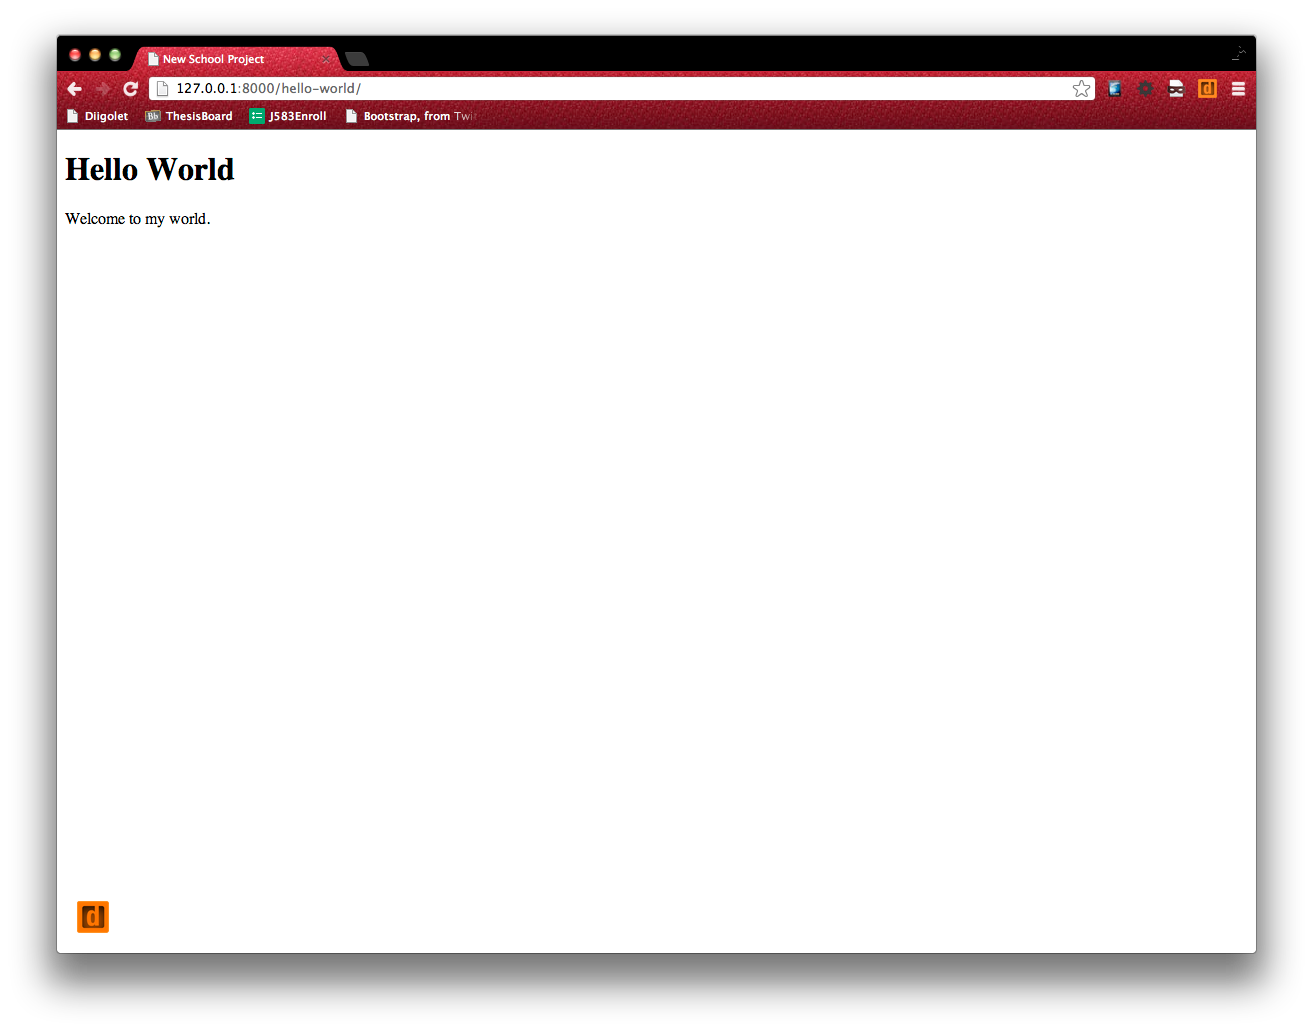 New School Project
127.0.0.1:8000/hello-world/
d
Diigolet
Bb ThesisBoard
J583Enroll
Bootstrap, from Twi
Hello World
Welcome to my world.
d